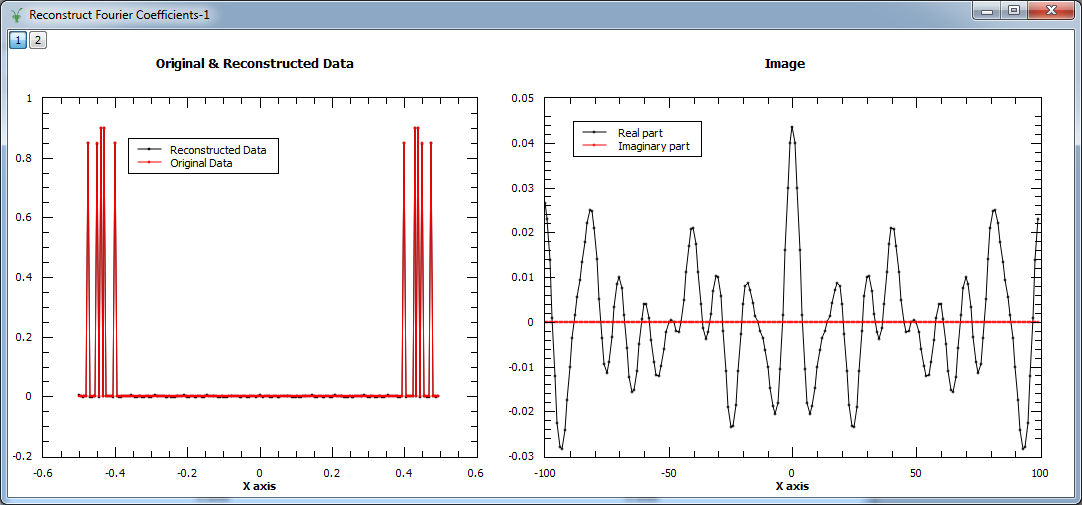 Reconstruct Fourier Coefficients-1
1 2
Original & Reconstructed Data
1
0.8
0.6
0.4
0.2
0
-0.2
Reconstructed Data
Original Data
-0.6 -0.4 -0.2 0 0.2 0.4 0.6
X axis
Image
0.05
0.04
0.03
0.02
0.01
0
-0.01
-0.02
-0.03
Real part
Imaginary part
-100 -50 0 50 100
X axis